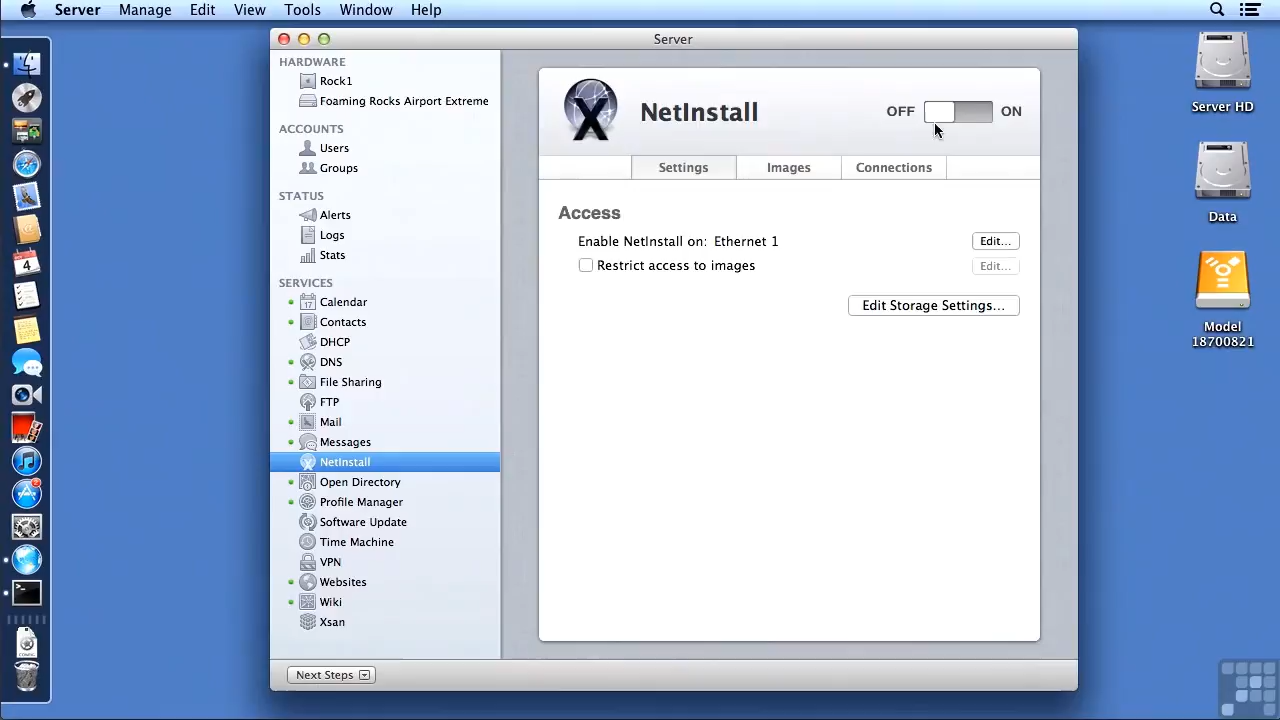 Server Manage Edit View Tools Window Help
Server
HARDWARE
Rock1
Foaming Rocks Airport Extreme
ACCOUNTS
Users
Groups
STATUS
Alerts
Logs
Stats
SERVICES
Calendar
Contacts
DHCP
DNS
File Sharing
FTP
Mail
Messages
NetInstall
Open Directory
Profile Manager
Software Update
Time Machine
VPN
Websites
Wiki
Xsan
Next Steps
NetInstall
OFF ON
Settings Images Connections
Access
Enable NetInstall on: Ethernet 1 Edit...
Restrict access to images Edit...
Edit Storage Settings...
Server HD
Data
Model
18700821